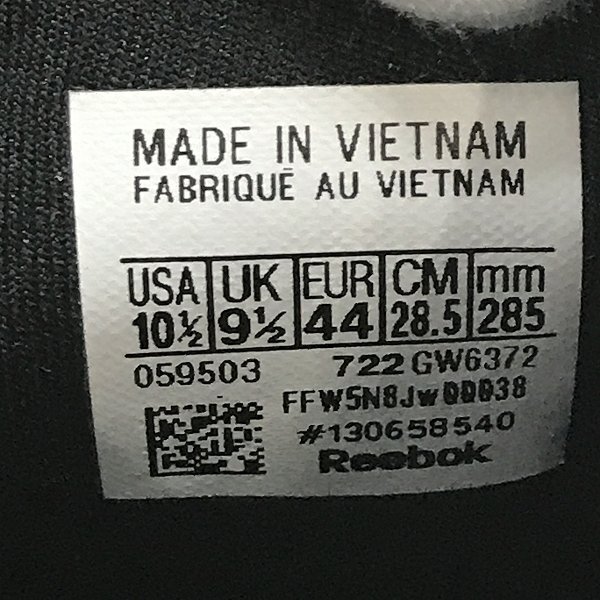 MADE IN VIETNAM
FABRIQUÉ AU VIETNAM
USA UK EUR CM mm
10½ 9½ 44 28.5 285
059503 722 GW6372
#130658540
Reebok